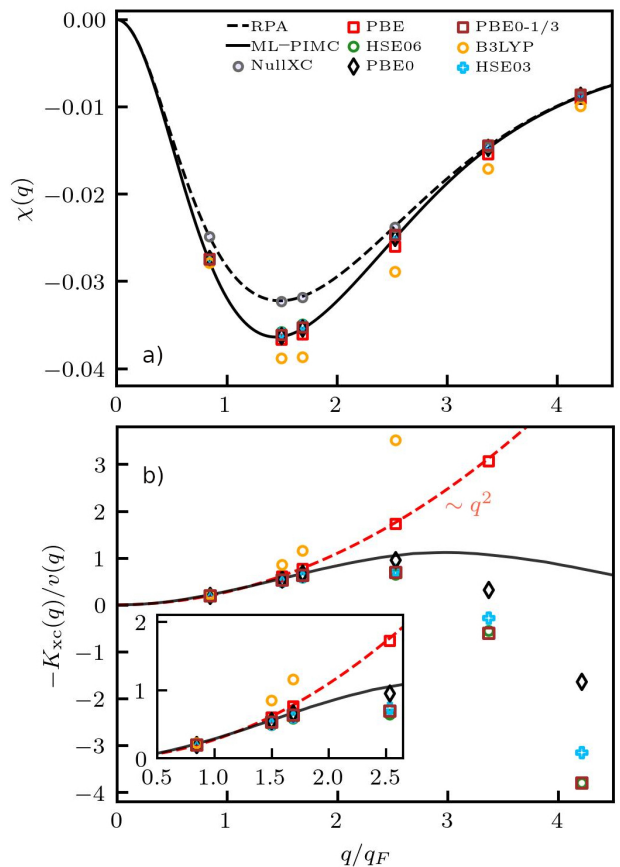 0.00
−0.01
−0.02
−0.03
−0.04
χ(q)
RPA
ML−PIMC
NullXC
PBE
HSE06
PBE0
PBE0-1/3
B3LYP
HSE03
a)
0
1
2
3
4
b)
3
2
1
0
−1
−2
−3
−4
−K_xc(q)/v(q)
∼ q²
2
1
0
0.5
1.0
1.5
2.0
2.5
0
1
2
3
4
q/q_F